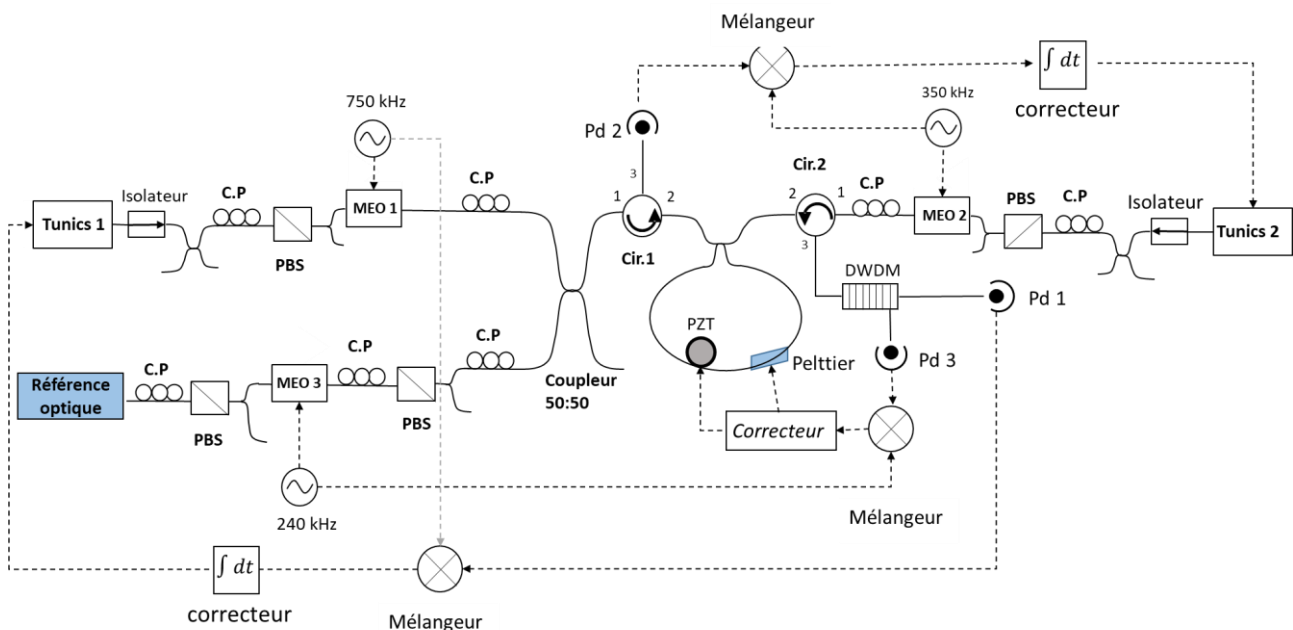 Mélangeur
∫ dt
correcteur
750 kHz
350 kHz
Pd 2
3
Cir.2
C.P
Isolateur
C.P
C.P
1
2
2
1
C.P
PBS
C.P
Isolateur
Tunics 1
MEO 1
MEO 2
Tunics 2
PBS
Cir.1
3
DWDM
Pd 1
PZT
C.P
C.P
C.P
Pelttier
Pd 3
Référence
optique
MEO 3
Coupleur
50:50
PBS
PBS
Correcteur
240 kHz
Mélangeur
∫ dt
correcteur
Mélangeur